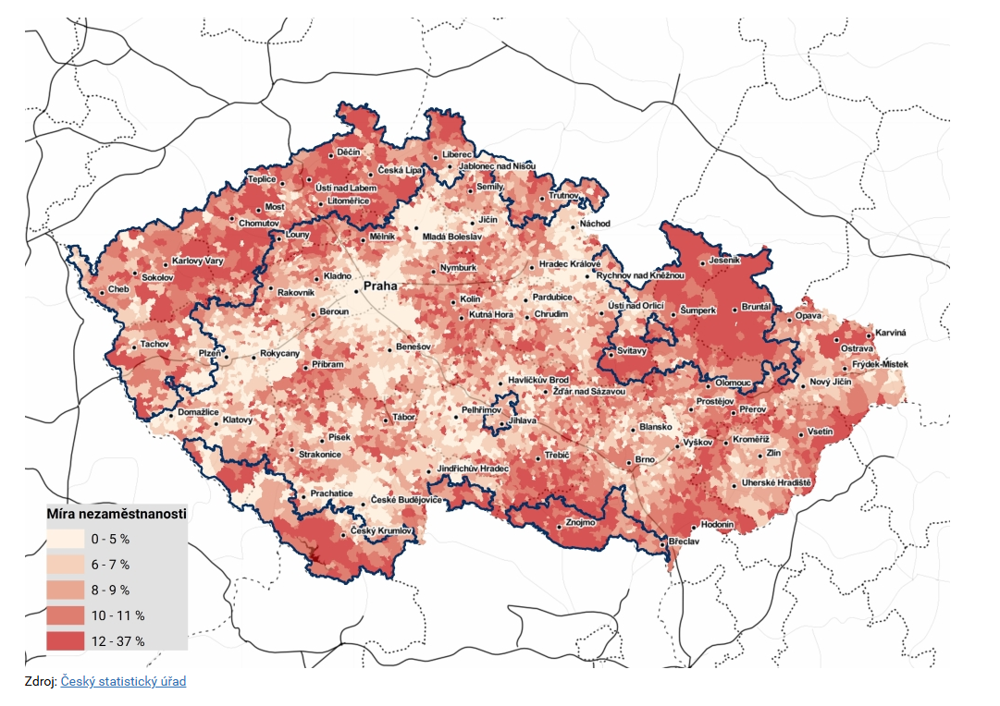 Děčín
Liberec
Jablonec nad Nisou
Česká Lípa
Teplice
Ústí nad Labem
Semily
Litoměřice
Trutnov
Most
Chomutov
Jičín
Náchod
Louny
Mělník
Mladá Boleslav
Karlovy Vary
Jeseník
Sokolov
Nymburk
Hradec Králové
Kladno
Rychnov nad Kněžnou
Cheb
Praha
Rakovník
Kolín
Pardubice
Ústí nad Orlicí
Bruntál
Beroun
Kutná Hora
Chrudim
Šumperk
Opava
Karviná
Tachov
Benešov
Ostrava
Plzeň
Rokycany
Svitavy
Příbram
Frýdek-Místek
Havlíčkův Brod
Olomouc
Nový Jičín
Žďár nad Sázavou
Prostějov
Domažlice
Pelhřimov
Přerov
Klatovy
Tábor
Jihlava
Blansko
Vsetín
Písek
Vyškov
Kroměříž
Strakonice
Třebíč
Zlín
Brno
Jindřichův Hradec
Uherské Hradiště
Prachatice
České Budějovice
Znojmo
Hodonín
Český Krumlov
Břeclav
Míra nezaměstnanosti
0 - 5 %
6 - 7 %
8 - 9 %
10 - 11 %
12 - 37 %
Zdroj: Český statistický úřad